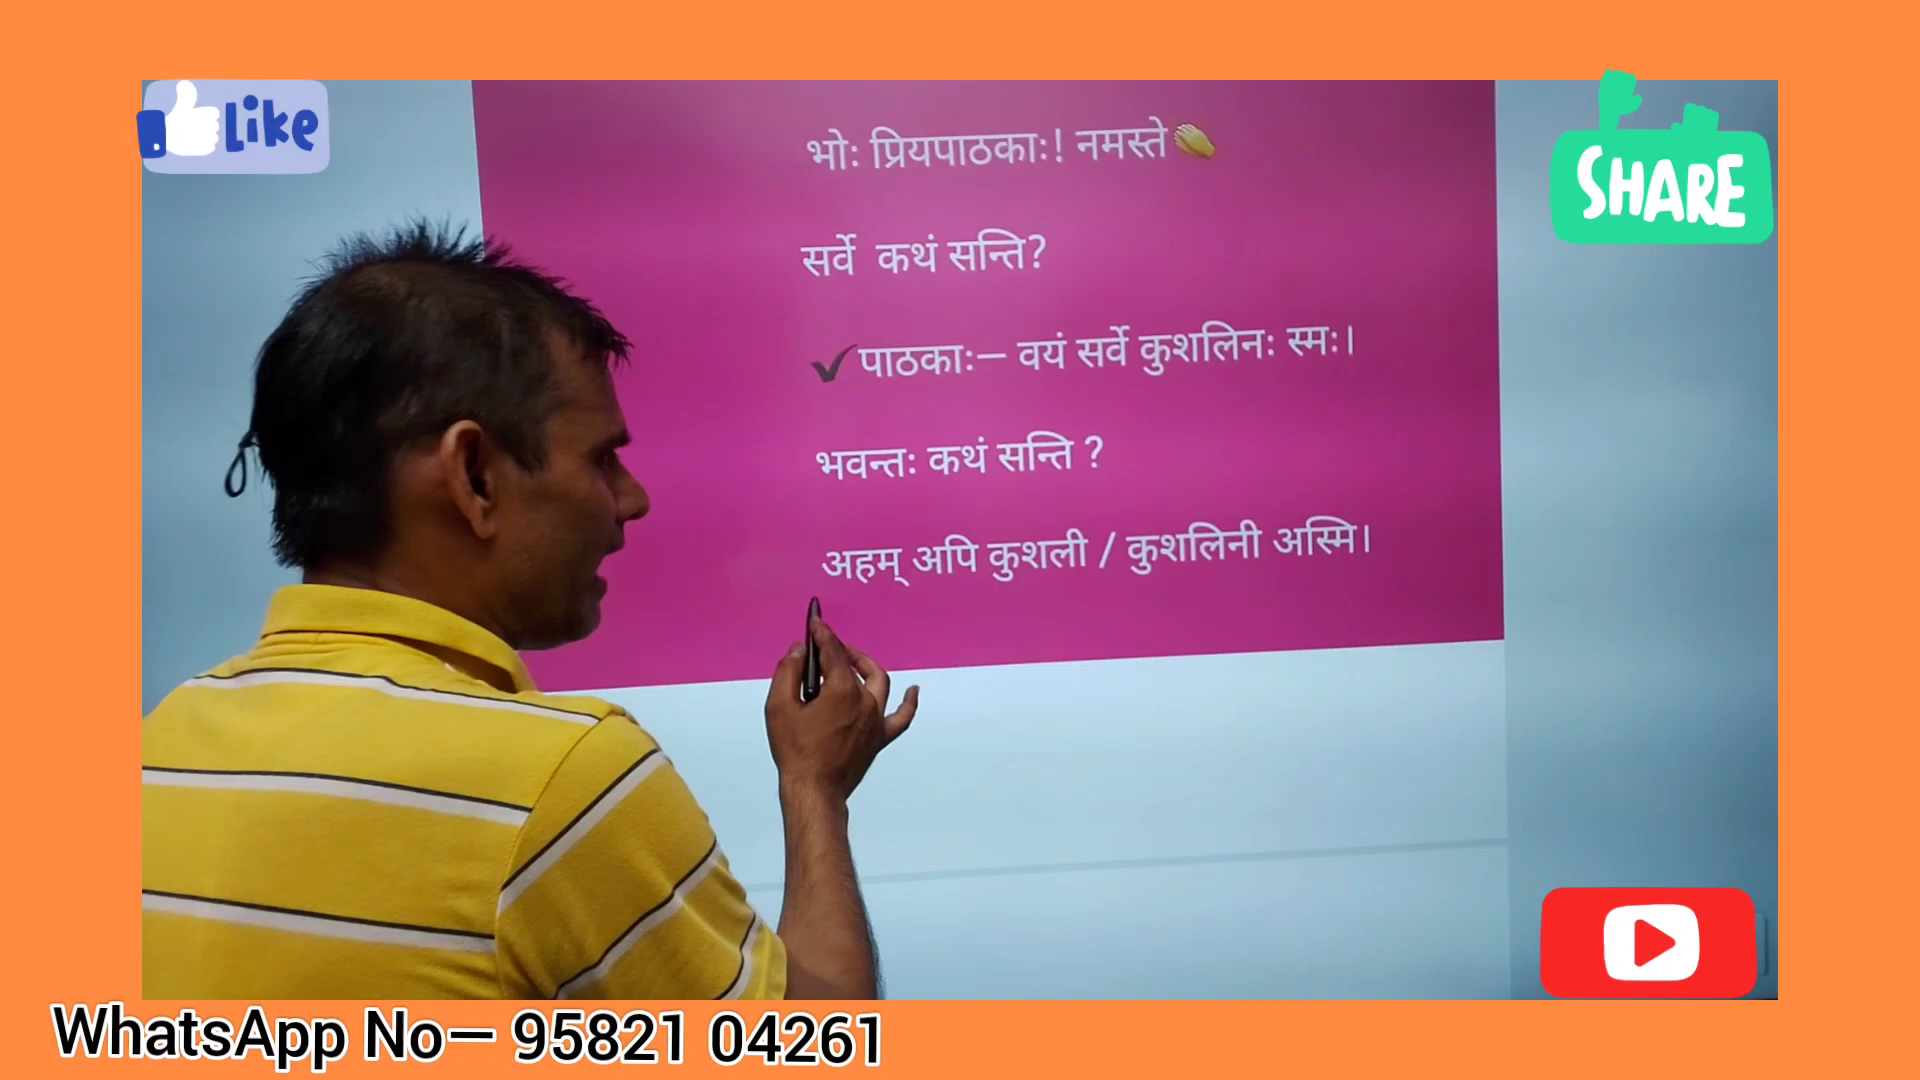 Like
SHARE
भोः प्रियपाठकाः! नमस्ते
सर्वे कथं सन्ति?
पाठकाः— वयं सर्वे कुशलिनः स्मः।
भवन्तः कथं सन्ति ?
अहम् अपि कुशली / कुशलिनी अस्मि।
WhatsApp No— 95821 04261